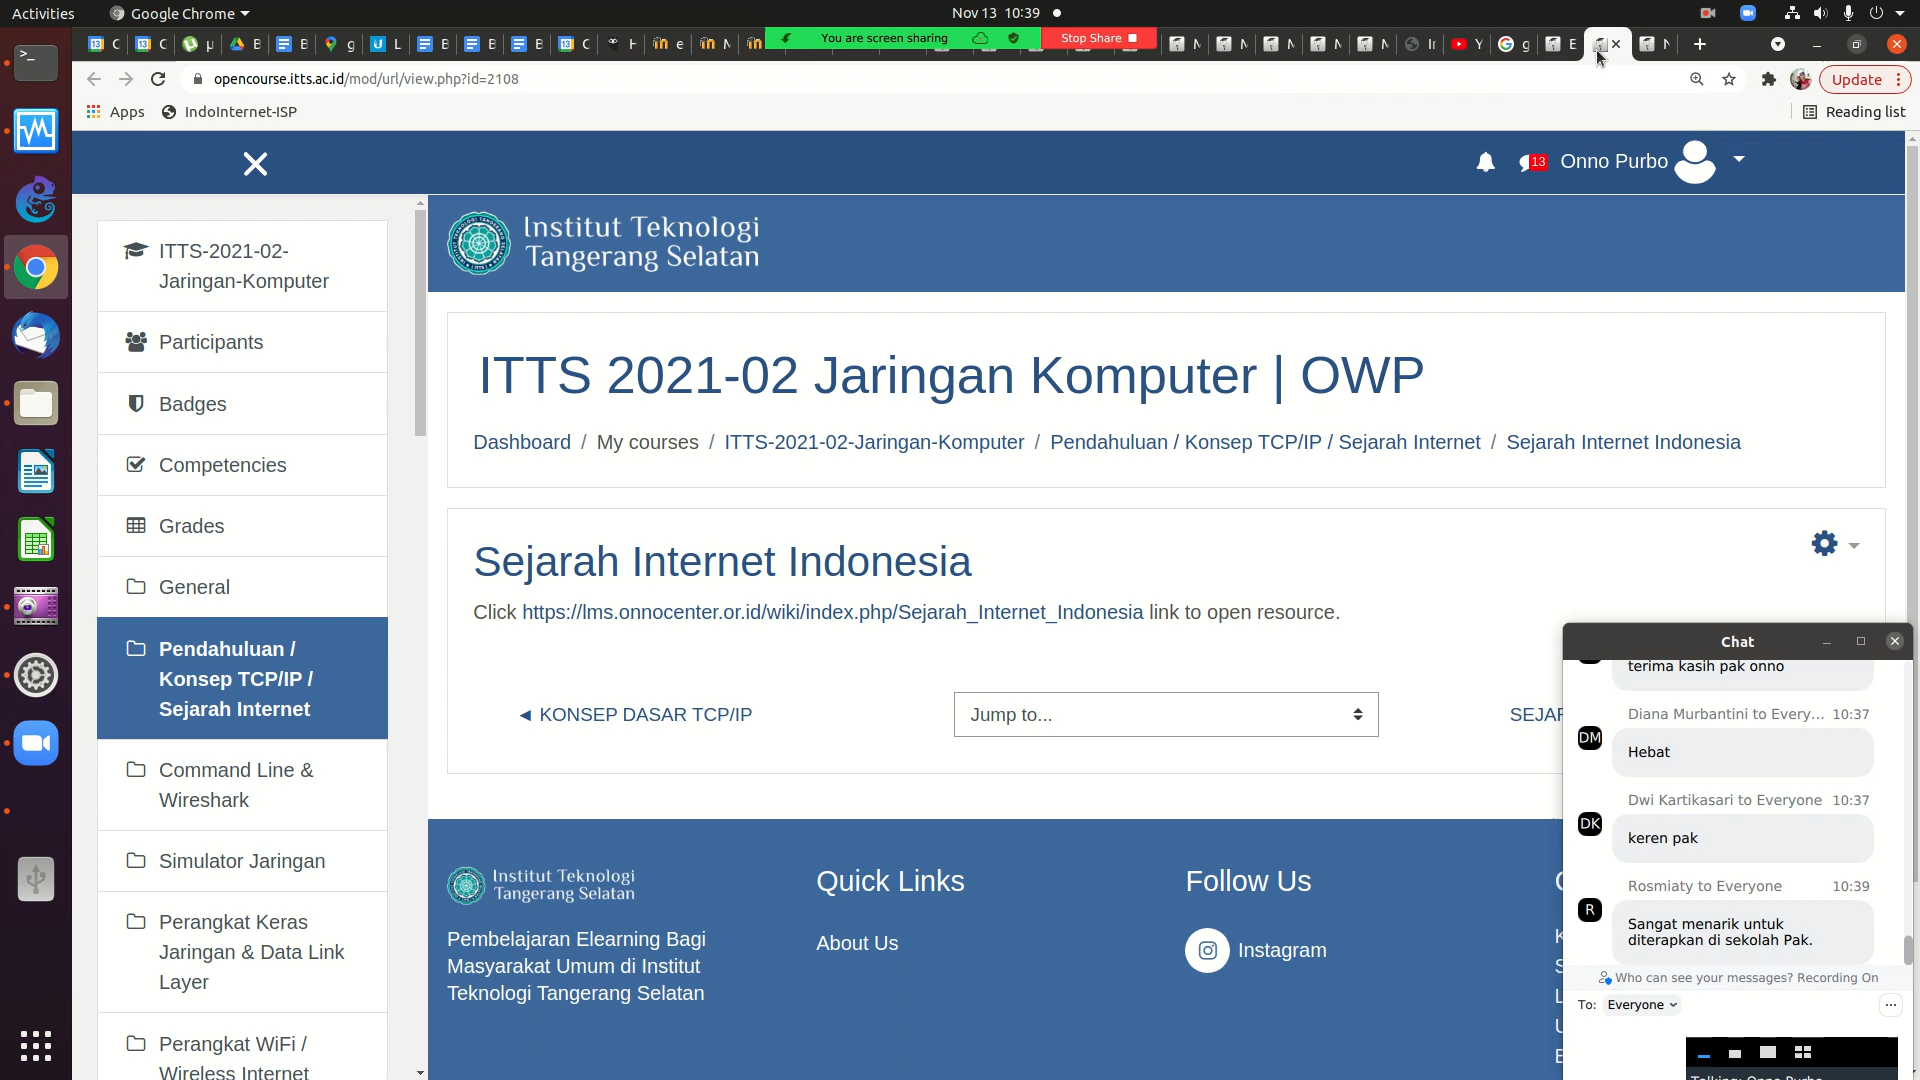 Activities
Google Chrome
Nov 13 10:39
You are screen sharing
Stop Share
opencourse.itts.ac.id/mod/url/view.php?id=2108
Update
Apps
IndoInternet-ISP
Reading list
13
Onno Purbo
Institut Teknologi
Tangerang Selatan
ITTS-2021-02-
Jaringan-Komputer
Participants
Badges
Competencies
Grades
General
Pendahuluan /
Konsep TCP/IP /
Sejarah Internet
Command Line &
Wireshark
Simulator Jaringan
Perangkat Keras
Jaringan & Data Link
Layer
Perangkat WiFi /
Wireless Internet
ITTS 2021-02 Jaringan Komputer | OWP
Dashboard / My courses / ITTS-2021-02-Jaringan-Komputer / Pendahuluan / Konsep TCP/IP / Sejarah Internet / Sejarah Internet Indonesia
Sejarah Internet Indonesia
Click https://lms.onnocenter.or.id/wiki/index.php/Sejarah_Internet_Indonesia link to open resource.
◄ KONSEP DASAR TCP/IP
Jump to...
Institut Teknologi
Tangerang Selatan
Pembelajaran Elearning Bagi
Masyarakat Umum di Institut
Teknologi Tangerang Selatan
Quick Links
About Us
Follow Us
Instagram
Chat
terima kasih pak onno
Diana Murbantini to Every... 10:37
DM
Hebat
Dwi Kartikasari to Everyone 10:37
DK
keren pak
Rosmiaty to Everyone 10:39
R
Sangat menarik untuk
diterapkan di sekolah Pak.
Who can see your messages? Recording On
To: Everyone